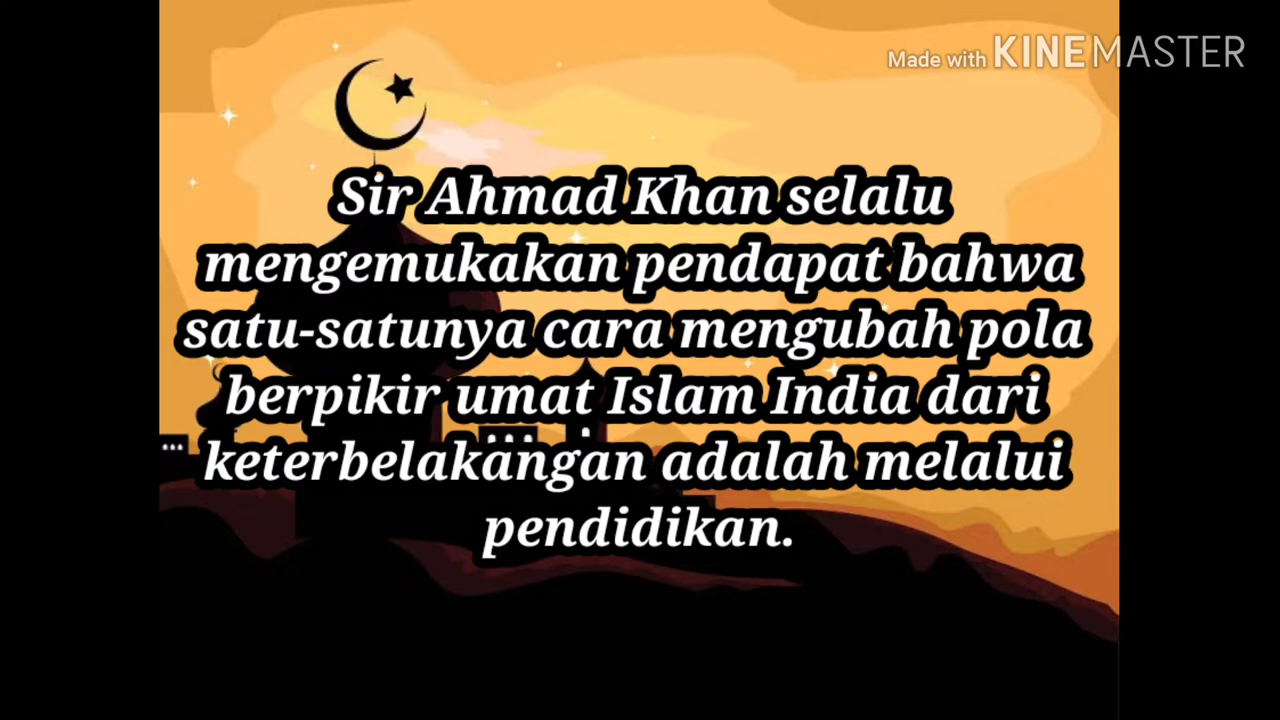 Made with KINEMASTER
Sir Ahmad Khan selalu
mengemukakan pendapat bahwa
satu-satunya cara mengubah pola
berpikir umat Islam India dari
keterbelakangan adalah melalui
pendidikan.